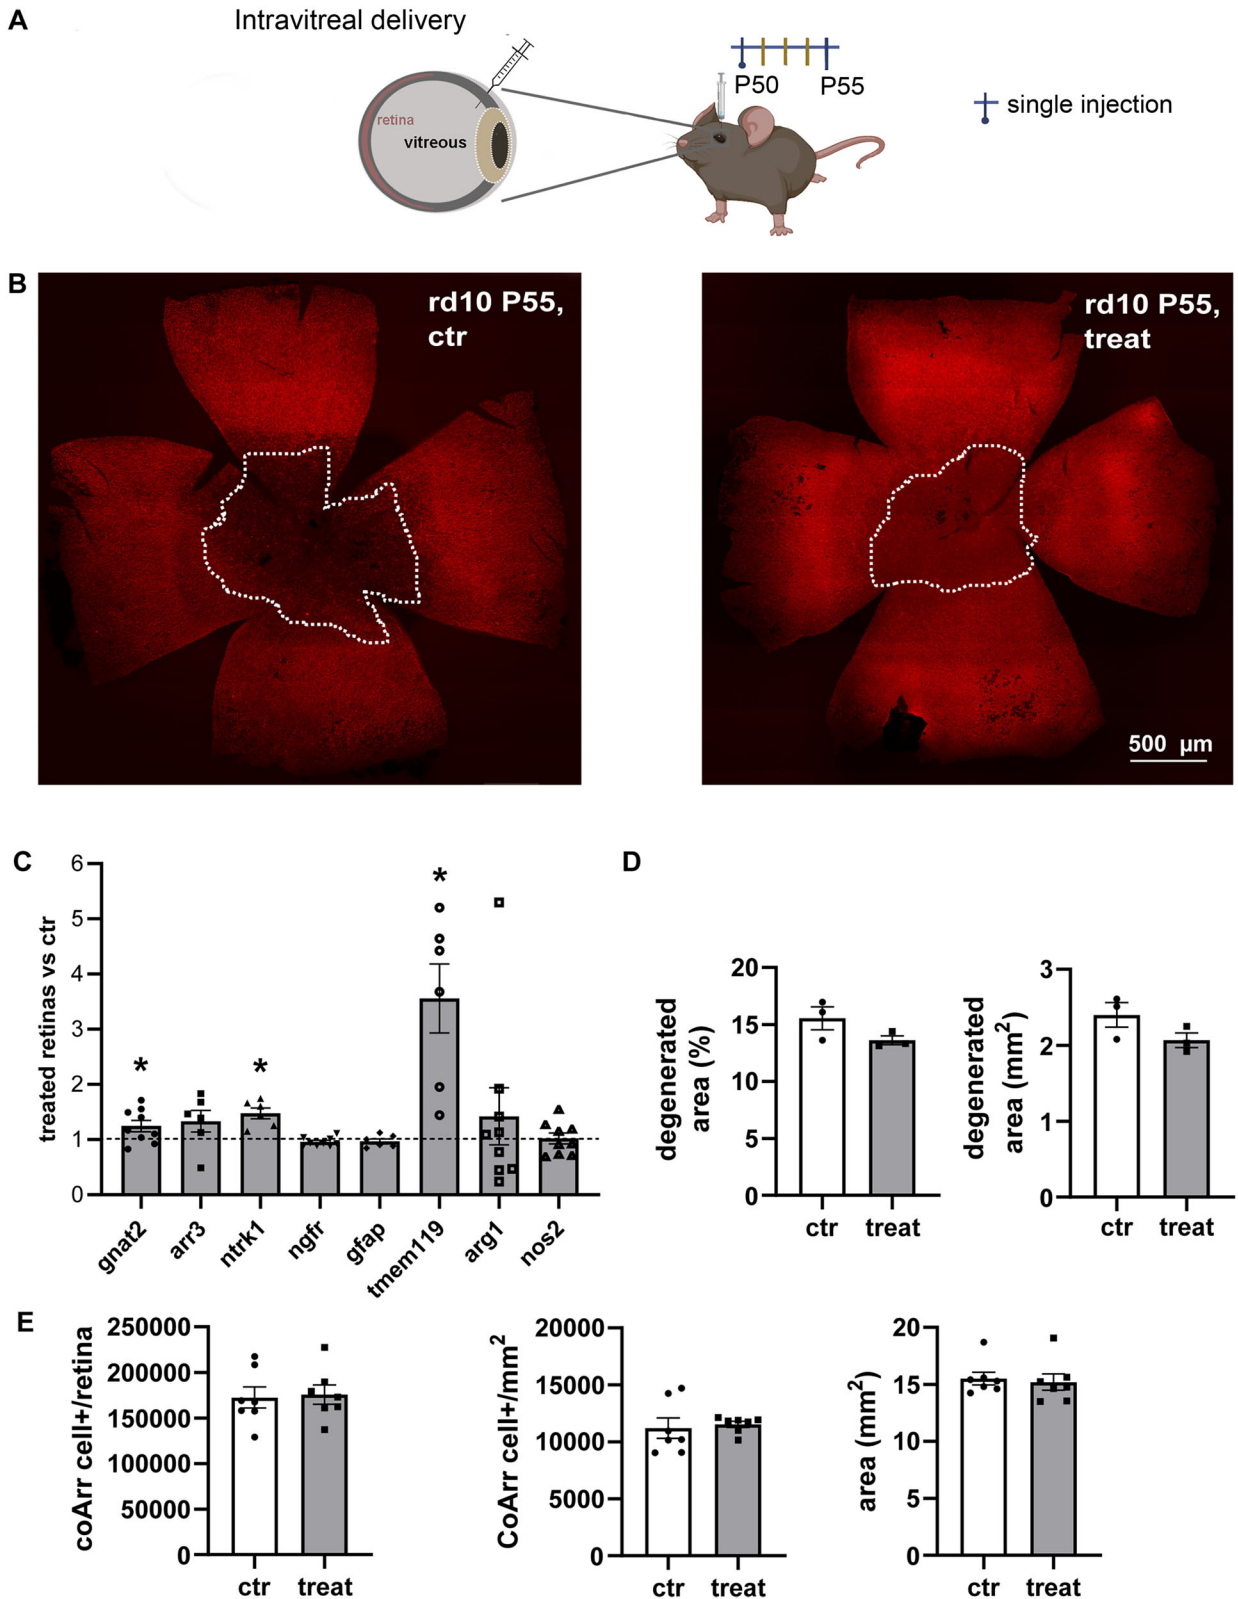 A
Intravitreal delivery
retina
vitreous
P50
P55
single injection
B
rd10 P55,
ctr
rd10 P55,
treat
500 µm
C
treated retinas vs ctr
6
5
4
3
2
1
0
*
*
*
gnat2
arr3
ntrk1
ngfr
gfap
tmem119
arg1
nos2
D
degenerated
area (%)
20
15
10
5
0
ctr
treat
degenerated
area (mm²)
3
2
1
0
ctr
treat
E
coArr cell+/retina
250000
200000
150000
100000
50000
0
ctr
treat
CoArr cell+/mm²
20000
15000
10000
5000
0
ctr
treat
area (mm²)
20
15
10
5
0
ctr
treat